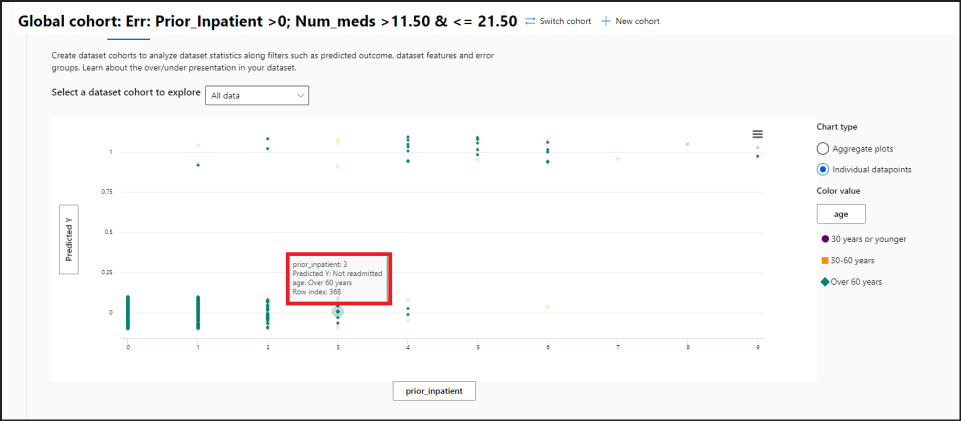 Global cohort: Err: Prior_Inpatient >0; Num_meds >11.50 & <= 21.50
Switch cohort
New cohort
Create dataset cohorts to analyze dataset statistics along filters such as predicted outcome, dataset features and error
groups. Learn about the over/under presentation in your dataset.
Select a dataset cohort to explore
All data
Chart type
Aggregate plots
Individual datapoints
Color value
age
30 years or younger
30-60 years
Over 60 years
Predicted Y
1
0.75
0.5
0.25
0
prior_inpatient: 3
Predicted Y: Not readmitted
age: Over 60 years
Row index: 368
0 1 2 3 4 5 6 7 8 9
prior_inpatient